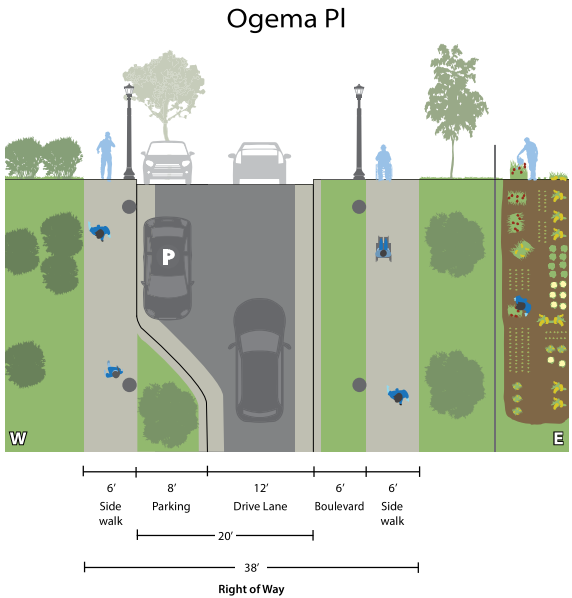 Ogema Pl
P
W
E
6’ 8’ 12’ 6’ 6’
Side Parking Drive Lane Boulevard Side
walk walk
20’
38’
Right of Way